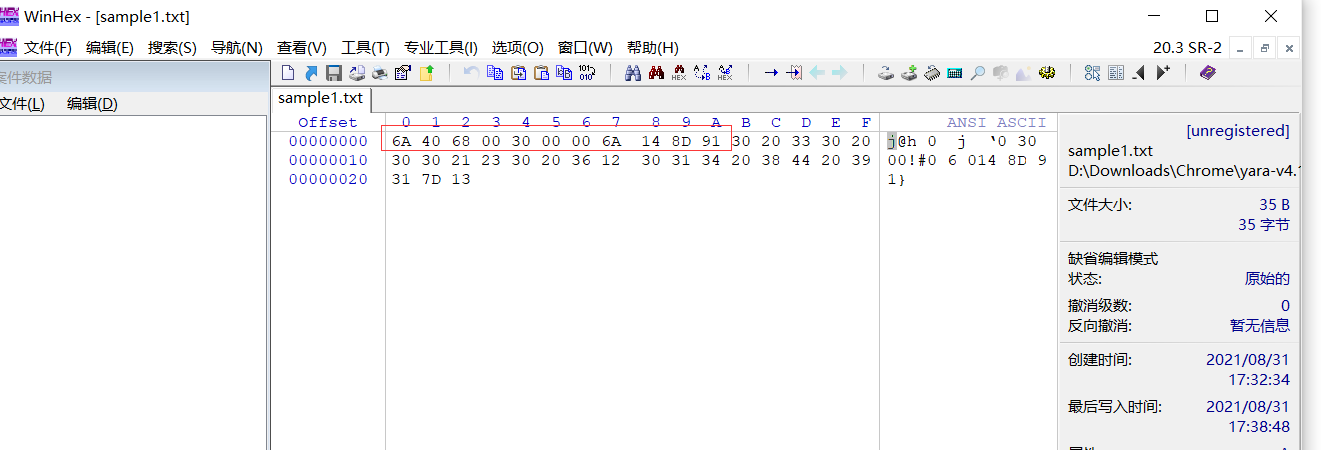 WinHex - [sample1.txt]
文件(F) 编辑(E) 搜索(S) 导航(N) 查看(V) 工具(T) 专业工具(I) 选项(O) 窗口(W) 帮助(H) 20.3 SR-2
案件数据
文件(L) 编辑(D)
sample1.txt
Offset 0 1 2 3 4 5 6 7 8 9 A B C D E F ANSI ASCII
00000000 6A 40 68 00 30 00 00 6A 14 8D 91 30 20 33 30 20 j@h 0 j ‘0 30
00000010 30 30 21 23 30 20 36 12 30 31 34 20 38 44 20 39 00!#0 6 014 8D 9
00000020 31 7D 13 1}
[unregistered]
sample1.txt
D:\Downloads\Chrome\yara-v4.1
文件大小: 35 B
35 字节
缺省编辑模式
状态: 原始的
撤消级数: 0
反向撤消: 暂无信息
创建时间: 2021/08/31
17:32:34
最后写入时间: 2021/08/31
17:38:48